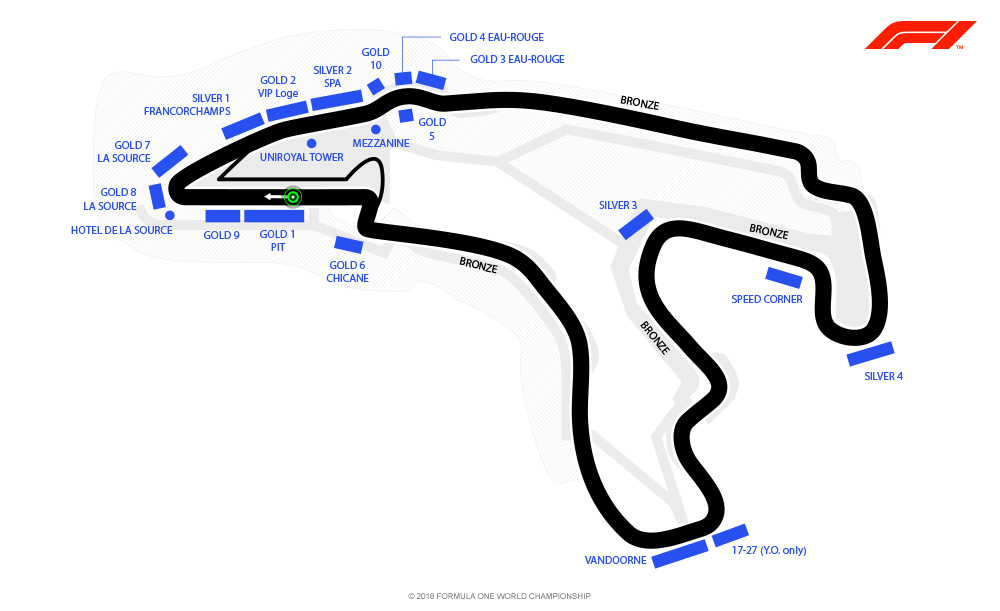 GOLD 4 EAU-ROUGE
GOLD
10
GOLD 3 EAU-ROUGE
SILVER 2
SPA
GOLD 2
VIP Loge
SILVER 1
FRANCORCHAMPS
BRONZE
GOLD
5
GOLD 7
LA SOURCE
MEZZANINE
UNIROYAL TOWER
GOLD 8
LA SOURCE
SILVER 3
HOTEL DE LA SOURCE
GOLD 9
GOLD 1
PIT
BRONZE
GOLD 6
CHICANE
BRONZE
SPEED CORNER
BRONZE
SILVER 4
VANDOORNE
17-27 (Y.O. only)
© 2018 FORMULA ONE WORLD CHAMPIONSHIP
F1
TM